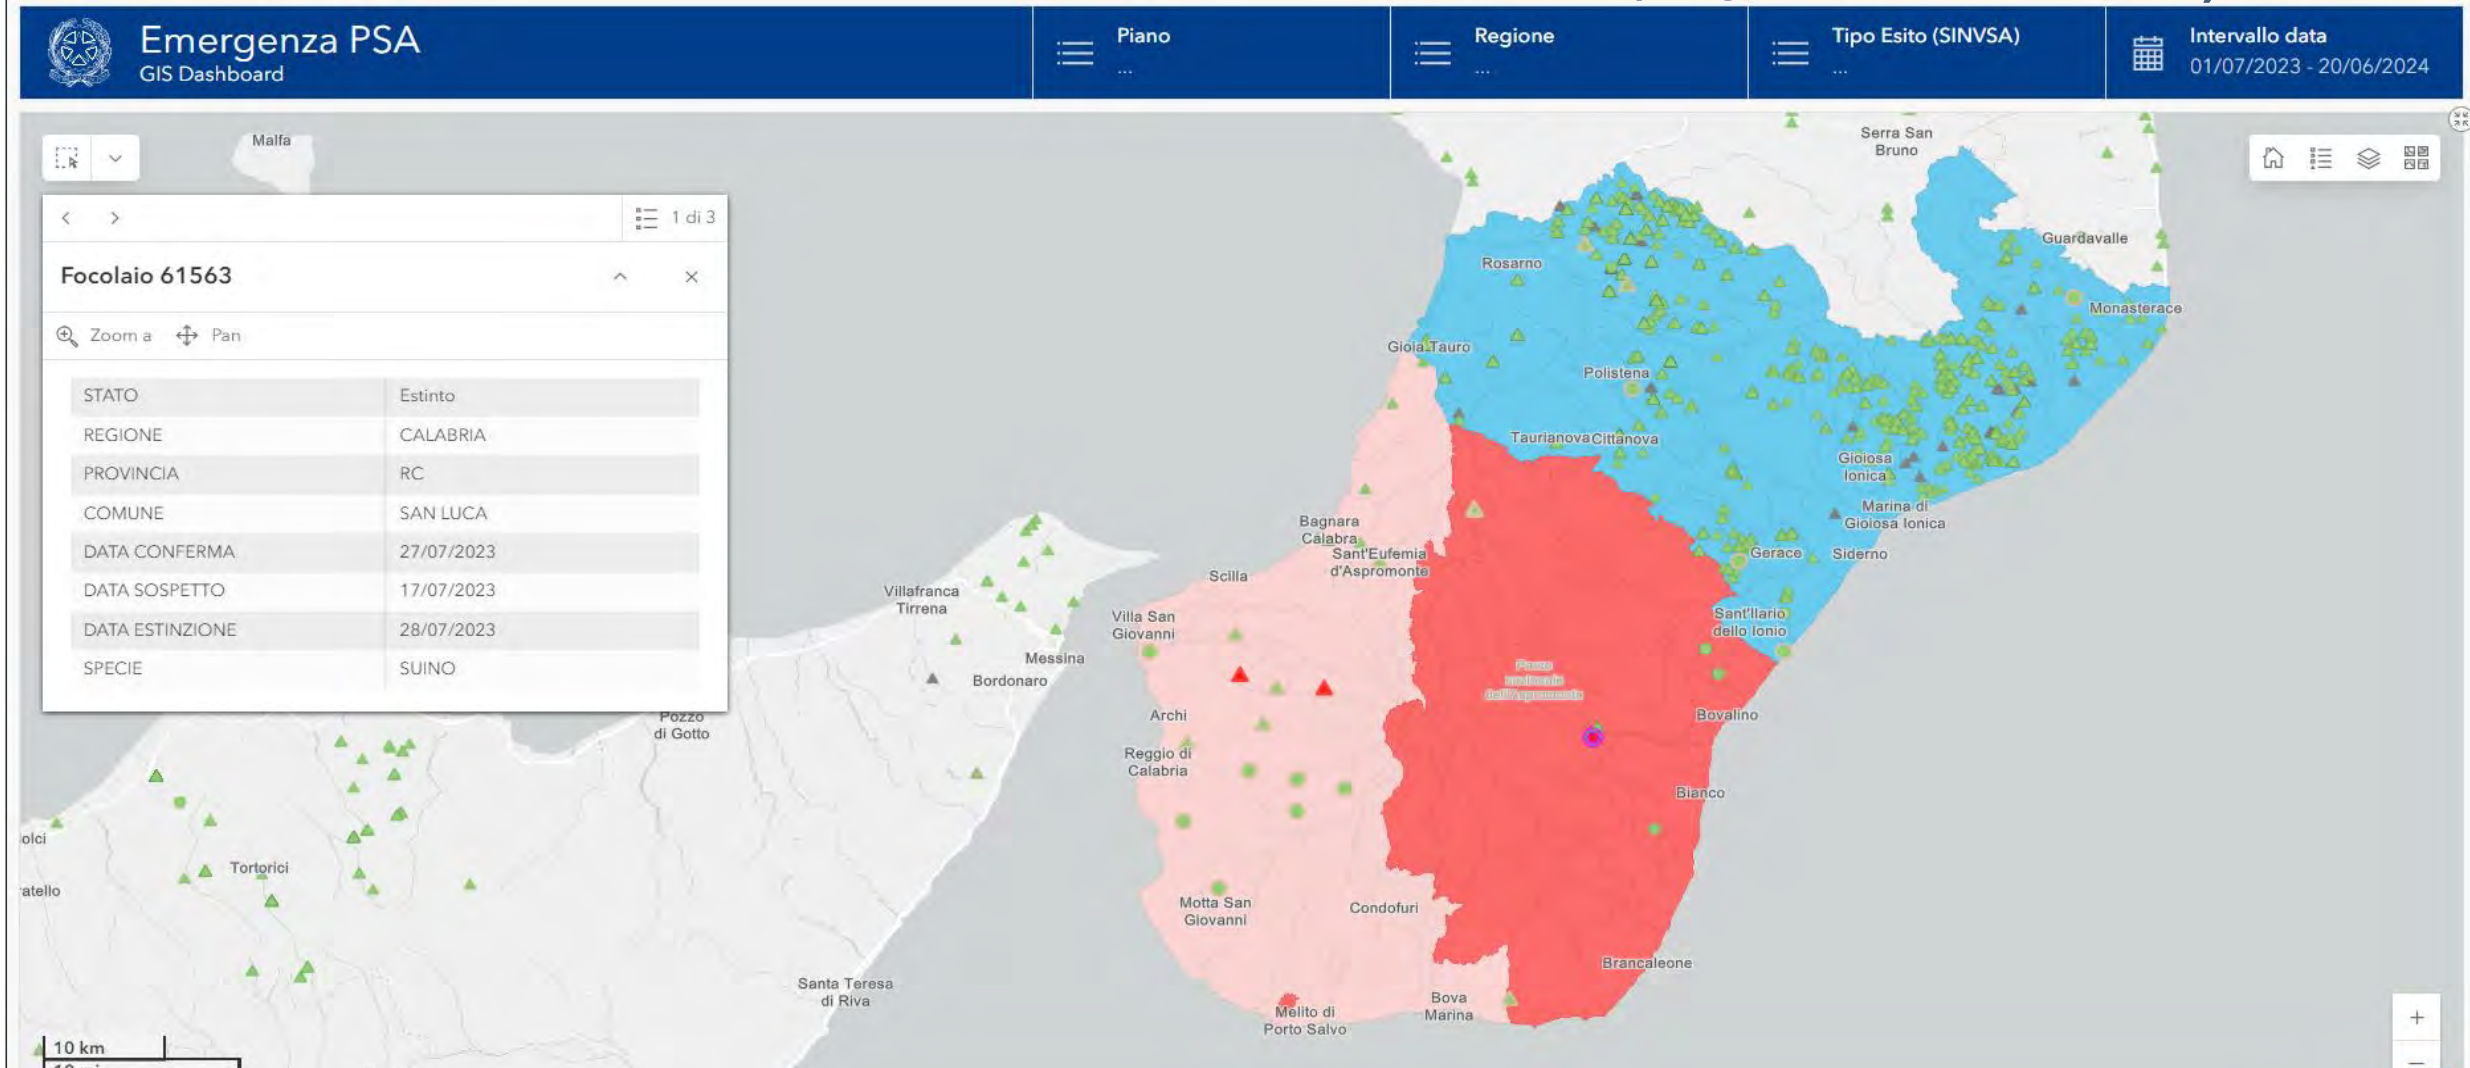 Emergenza PSA
GIS Dashboard
Piano
...
Regione
...
Tipo Esito (SINVSA)
...
Intervallo data
01/07/2023 - 20/06/2024
1 di 3
Focolaio 61563
Zoom a
Pan
STATO Estinto
REGIONE CALABRIA
PROVINCIA RC
COMUNE SAN LUCA
DATA CONFERMA 27/07/2023
DATA SOSPETTO 17/07/2023
DATA ESTINZIONE 28/07/2023
SPECIE SUINO
Malfa
Serra San
Bruno
Guardavalle
Rosarno
Monasterace
Gioia Tauro
Polistena
Taurianova
Cittanova
Gioiosa
Ionica
Marina di
Gioiosa Ionica
Bagnara
Calabra
Sant'Eufemia
d'Aspromonte
Gerace
Siderno
Scilla
Villafranca
Tirrena
Villa San
Giovanni
Sant'Ilario
dello Ionio
Messina
Bordonaro
Parco
nazionale
dell'Aspromonte
Archi
Bovalino
Pozzo
di Gotto
Reggio di
Calabria
Bianco
olci
Tortorici
atello
Motta San
Giovanni
Condofuri
Brancaleone
Santa Teresa
di Riva
Bova
Marina
Melito di
Porto Salvo
10 km